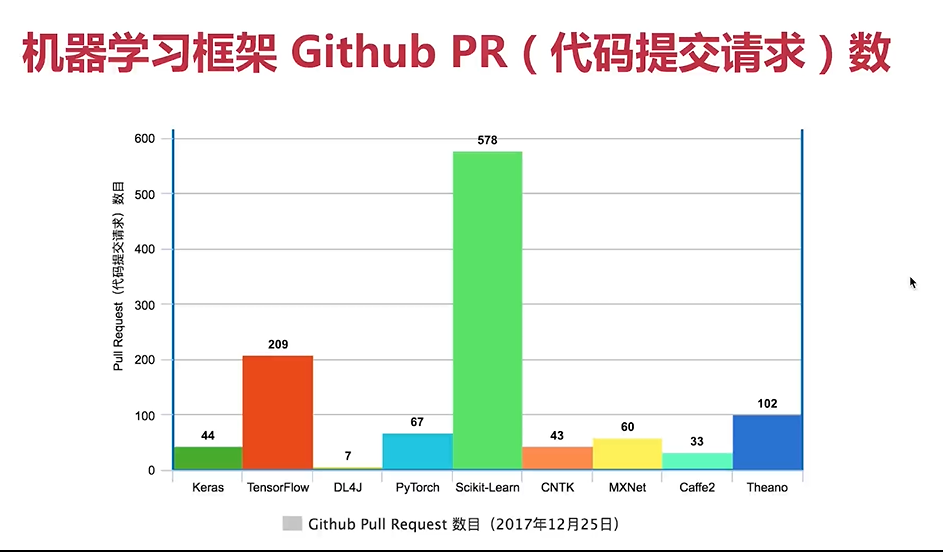 机器学习框架 Github PR（代码提交请求）数
Pull Request（代码提交请求）数目
600
500
400
300
200
100
0
44
209
7
67
578
43
60
33
102
Keras
TensorFlow
DL4J
PyTorch
Scikit-Learn
CNTK
MXNet
Caffe2
Theano
Github Pull Request 数目（2017年12月25日）